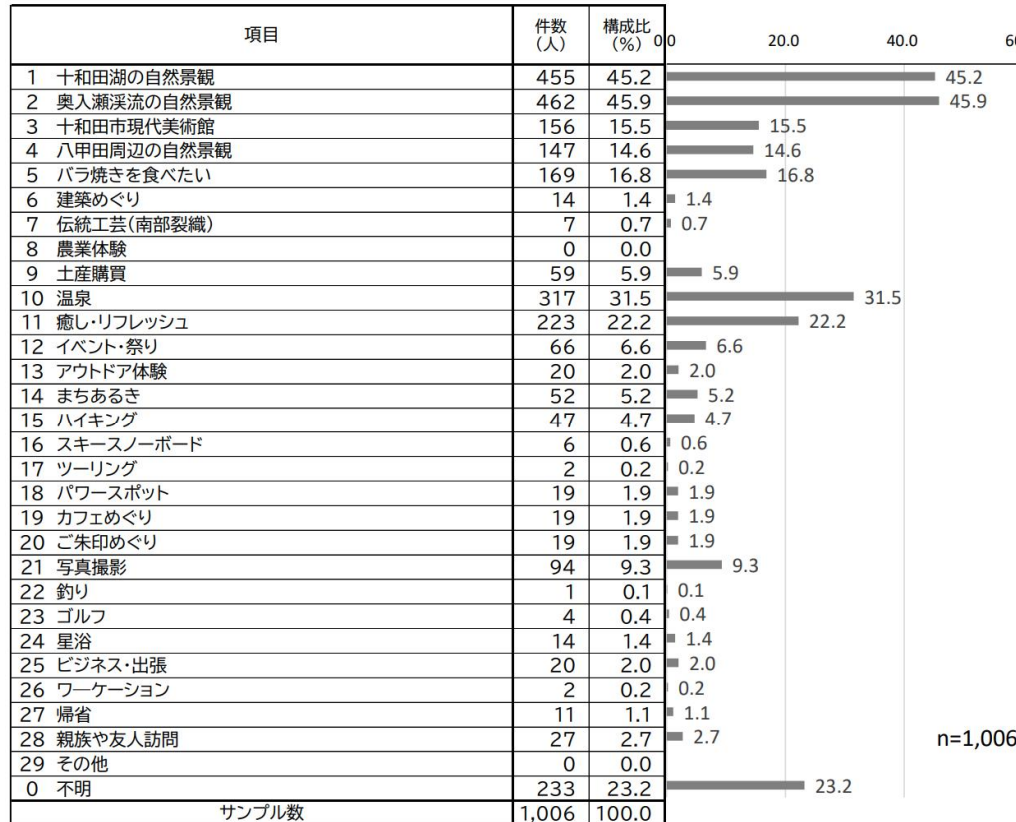 項目 件数(人) 構成比(%) 0.0 20.0 40.0 60
1 十和田湖の自然景観 455 45.2 45.2
2 奥入瀬渓流の自然景観 462 45.9 45.9
3 十和田市現代美術館 156 15.5 15.5
4 八甲田周辺の自然景観 147 14.6 14.6
5 バラ焼きを食べたい 169 16.8 16.8
6 建築めぐり 14 1.4 1.4
7 伝統工芸(南部裂織) 7 0.7 0.7
8 農業体験 0 0.0
9 土産購買 59 5.9 5.9
10 温泉 317 31.5 31.5
11 癒し・リフレッシュ 223 22.2 22.2
12 イベント・祭り 66 6.6 6.6
13 アウトドア体験 20 2.0 2.0
14 まちあるき 52 5.2 5.2
15 ハイキング 47 4.7 4.7
16 スキースノーボード 6 0.6 0.6
17 ツーリング 2 0.2 0.2
18 パワースポット 19 1.9 1.9
19 カフェめぐり 19 1.9 1.9
20 ご朱印めぐり 19 1.9 1.9
21 写真撮影 94 9.3 9.3
22 釣り 1 0.1 0.1
23 ゴルフ 4 0.4 0.4
24 星浴 14 1.4 1.4
25 ビジネス・出張 20 2.0 2.0
26 ワ―ケーション 2 0.2 0.2
27 帰省 11 1.1 1.1
28 親族や友人訪問 27 2.7 2.7 n=1,006
29 その他 0 0.0
0 不明 233 23.2 23.2
サンプル数 1,006 100.0